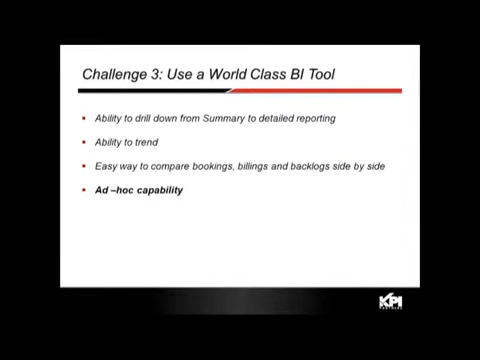 Challenge 3: Use a World Class BI Tool
Ability to drill down from Summary to detailed reporting
Ability to trend
Easy way to compare bookings, billings and backlogs side by side
Ad –hoc capability
KPI
PARTNERS